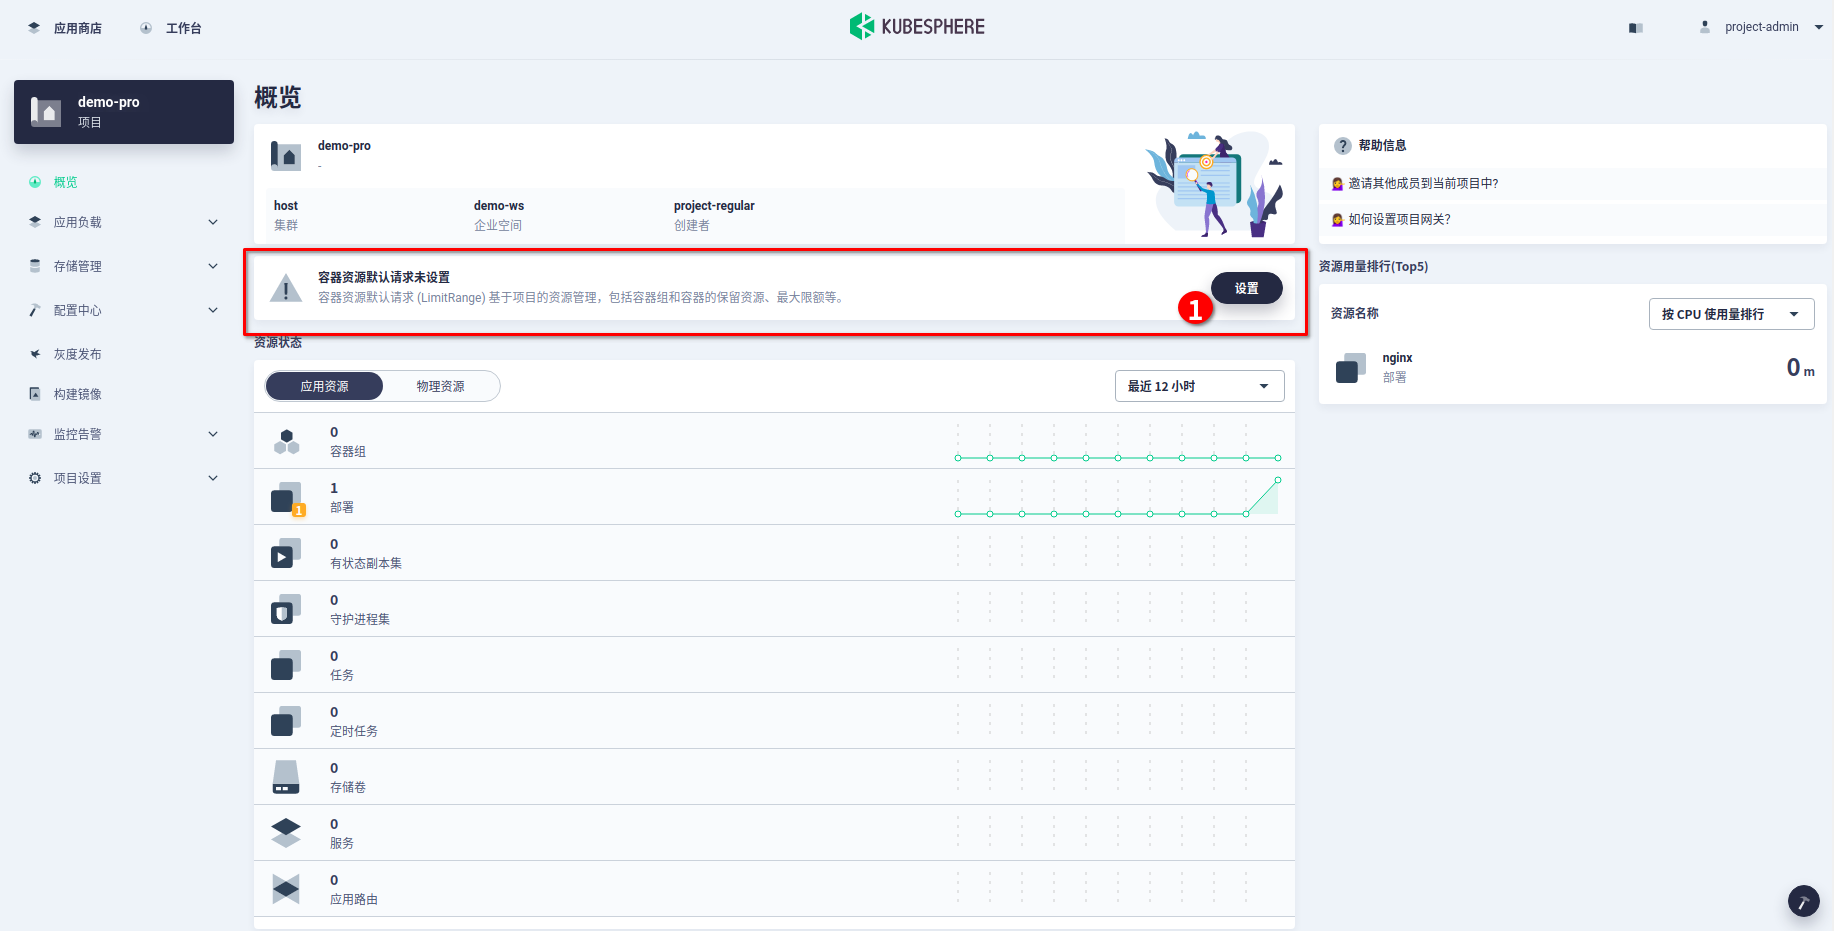 应用商店
工作台
KUBESPHERE
project-admin
demo-pro
项目
概览
应用负载
存储管理
配置中心
灰度发布
构建镜像
监控告警
项目设置
概览
demo-pro
-
host
集群
demo-ws
企业空间
project-regular
创建者
容器资源默认请求未设置
容器资源默认请求 (LimitRange) 基于项目的资源管理，包括容器组和容器的保留资源、最大限额等。
设置
1
资源状态
应用资源
物理资源
最近 12 小时
0
容器组
1
1
部署
0
有状态副本集
0
守护进程集
0
任务
0
定时任务
0
存储卷
0
服务
0
应用路由
? 帮助信息
邀请其他成员到当前项目中?
如何设置项目网关?
资源用量排行(Top5)
资源名称
按 CPU 使用量排行
nginx
部署
0 m